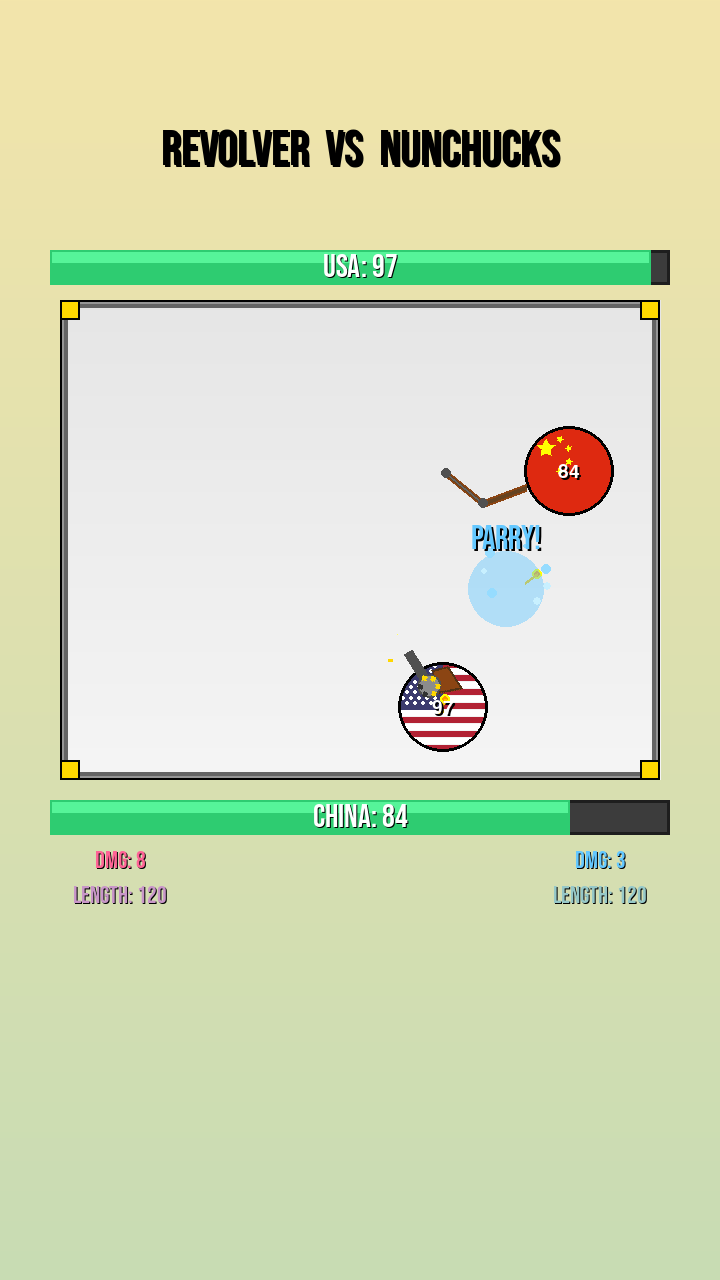 REVOLVER VS NUNCHUCKS
USA: 97
84
PARRY!
97
CHINA: 84
DMG: 8
DMG: 3
LENGTH: 120
LENGTH: 120